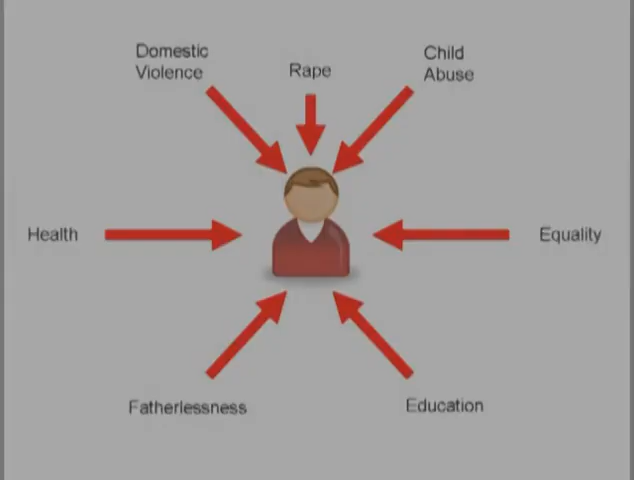 Domestic
Violence
Rape
Child
Abuse
Health
Equality
Fatherlessness
Education